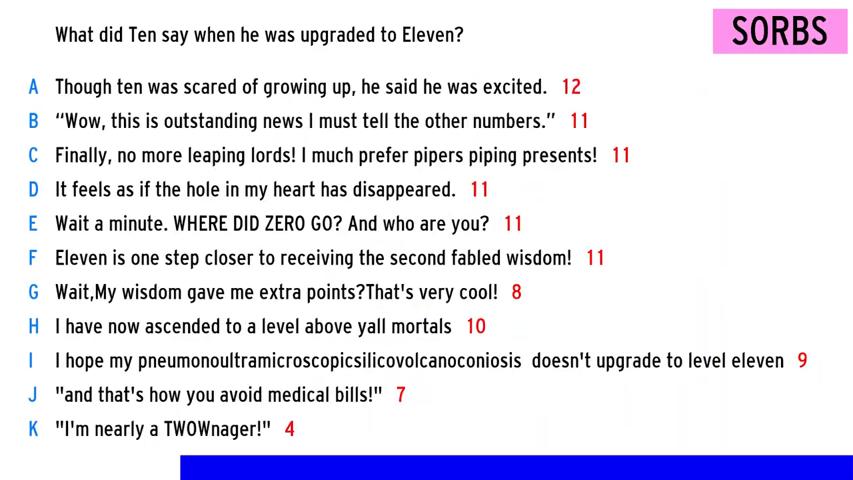 What did Ten say when he was upgraded to Eleven?
SORBS
A Though ten was scared of growing up, he said he was excited. 12
B “Wow, this is outstanding news I must tell the other numbers.” 11
C Finally, no more leaping lords! I much prefer pipers piping presents! 11
D It feels as if the hole in my heart has disappeared. 11
E Wait a minute. WHERE DID ZERO GO? And who are you? 11
F Eleven is one step closer to receiving the second fabled wisdom! 11
G Wait,My wisdom gave me extra points?That's very cool! 8
H I have now ascended to a level above yall mortals 10
I I hope my pneumonoultramicroscopicsilicovolcanoconiosis doesn't upgrade to level eleven 9
J "and that's how you avoid medical bills!" 7
K "I'm nearly a TWOWnager!" 4